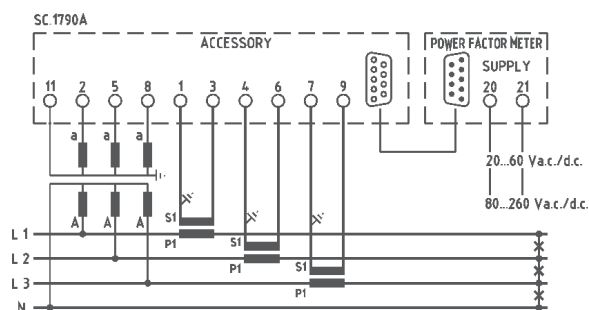 SC.1790A
ACCESSORY
POWER FACTOR METER
SUPPLY
11 2 5 8 1 3 4 6 7 9 20 21
a a a
20...60 Va.c./d.c.
A A A
80...260 Va.c./d.c.
S1
L 1
P1
S1
L 2
P1
S1
L 3
P1
N